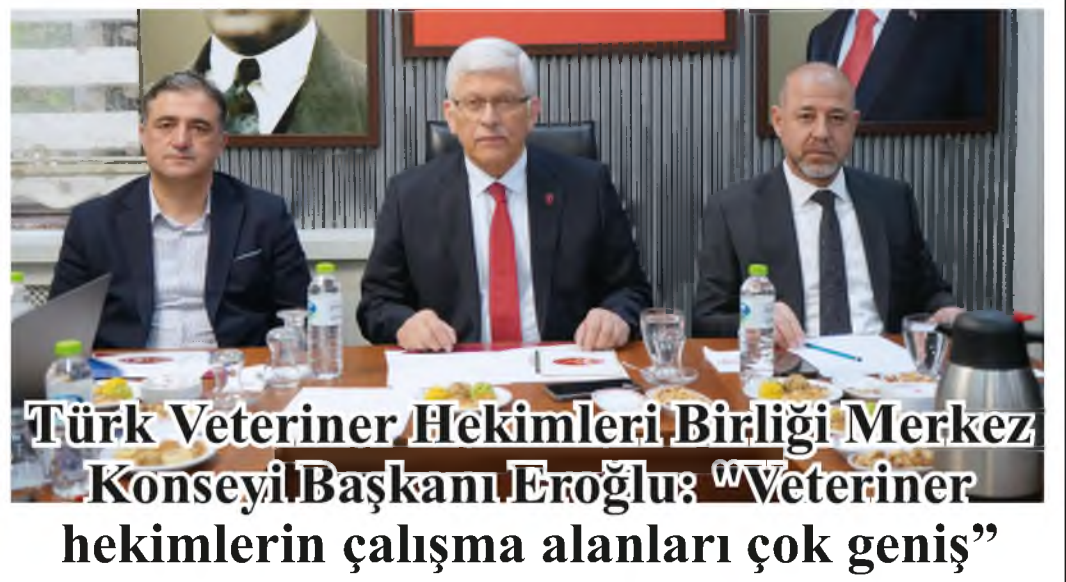 Türk Veteriner Hekimleri Birliği Merkez
Konseyi Başkanı Eroğlu: "Veteriner
hekimlerin çalışma alanları çok geniş”